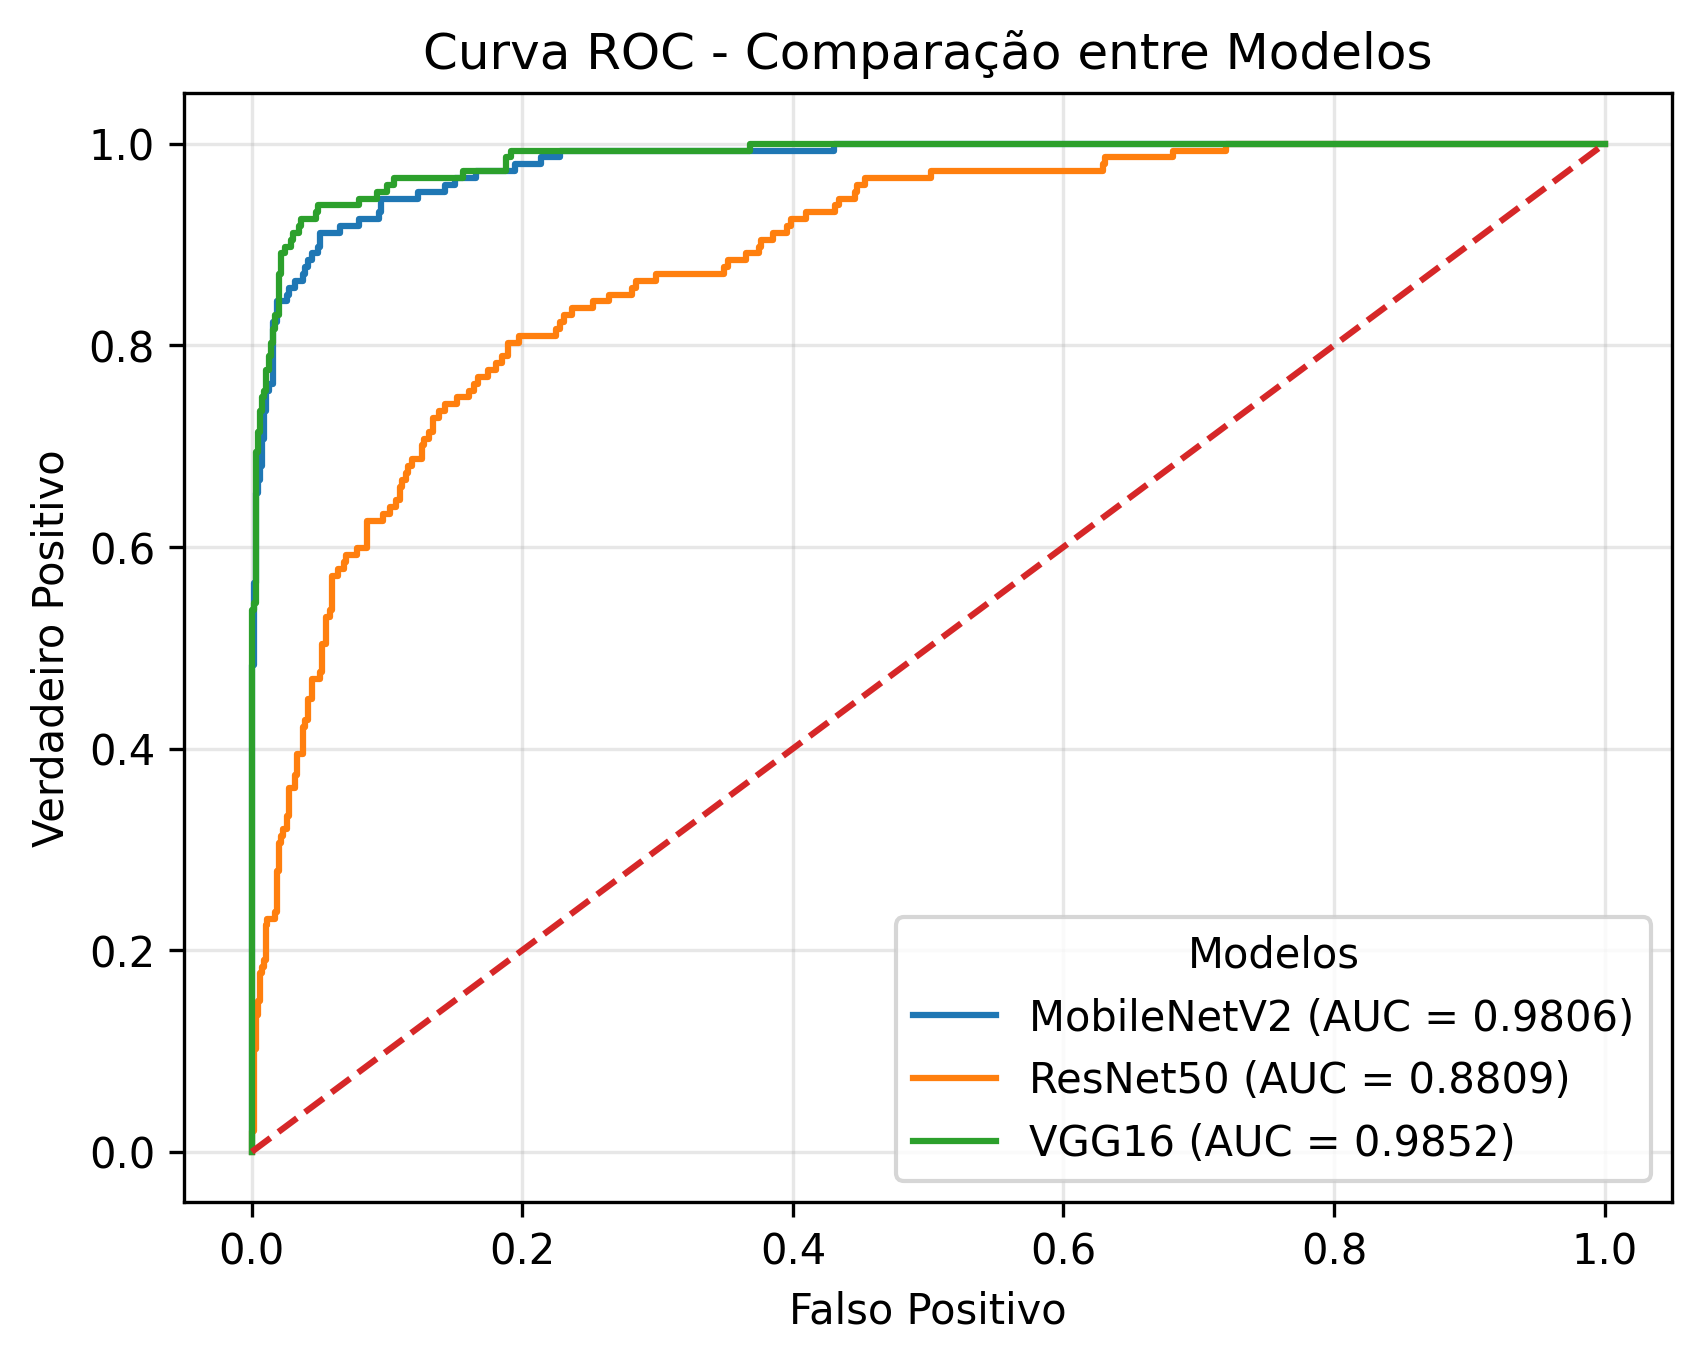 Curva ROC - Comparação entre Modelos
1.0
0.8
0.6
0.4
0.2
0.0
Verdadeiro Positivo
Modelos
MobileNetV2 (AUC = 0.9806)
ResNet50 (AUC = 0.8809)
VGG16 (AUC = 0.9852)
0.0 0.2 0.4 0.6 0.8 1.0
Falso Positivo